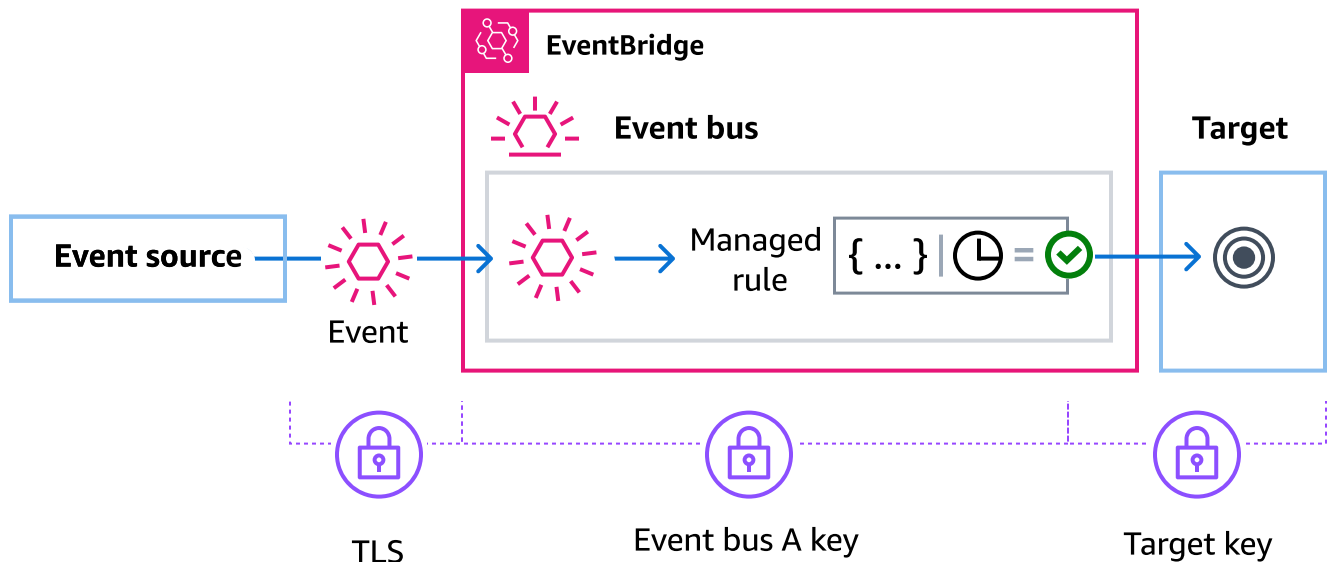 EventBridge
Event bus
Target
Event source
Event
Managed
rule
{ ... } | =
TLS
Event bus A key
Target key